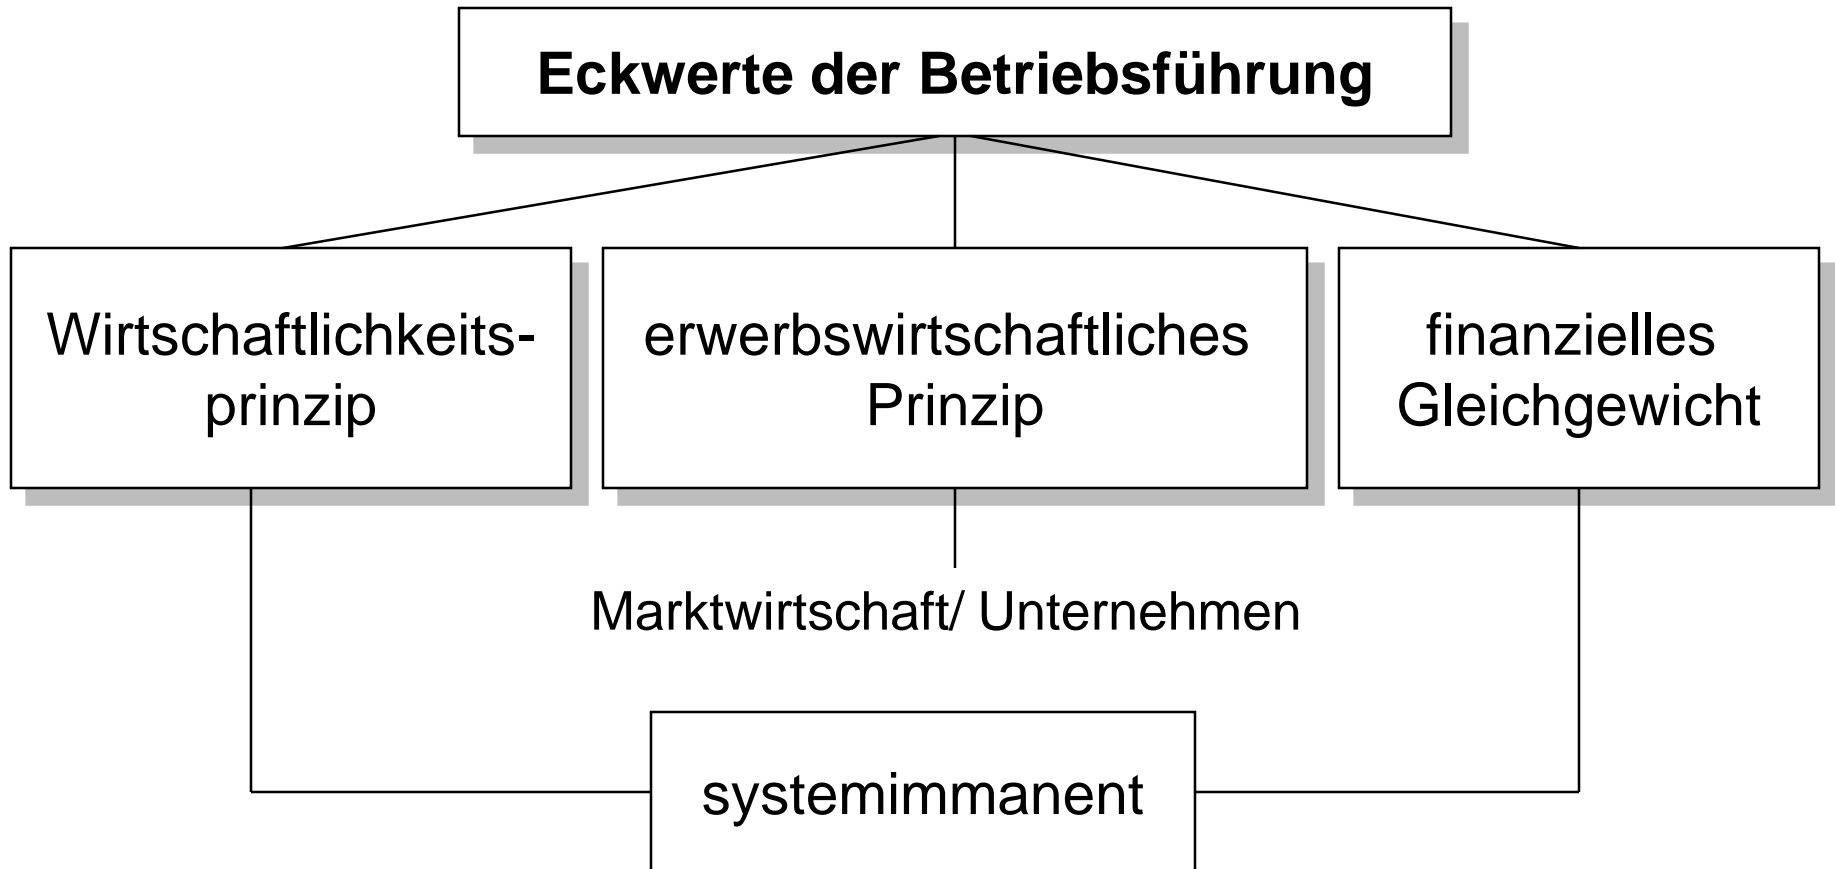 Eckwerte der Betriebsführung
Wirtschaftlichkeits-
prinzip
erwerbswirtschaftliches
Prinzip
finanzielles
Gleichgewicht
Marktwirtschaft/ Unternehmen
systemimmanent